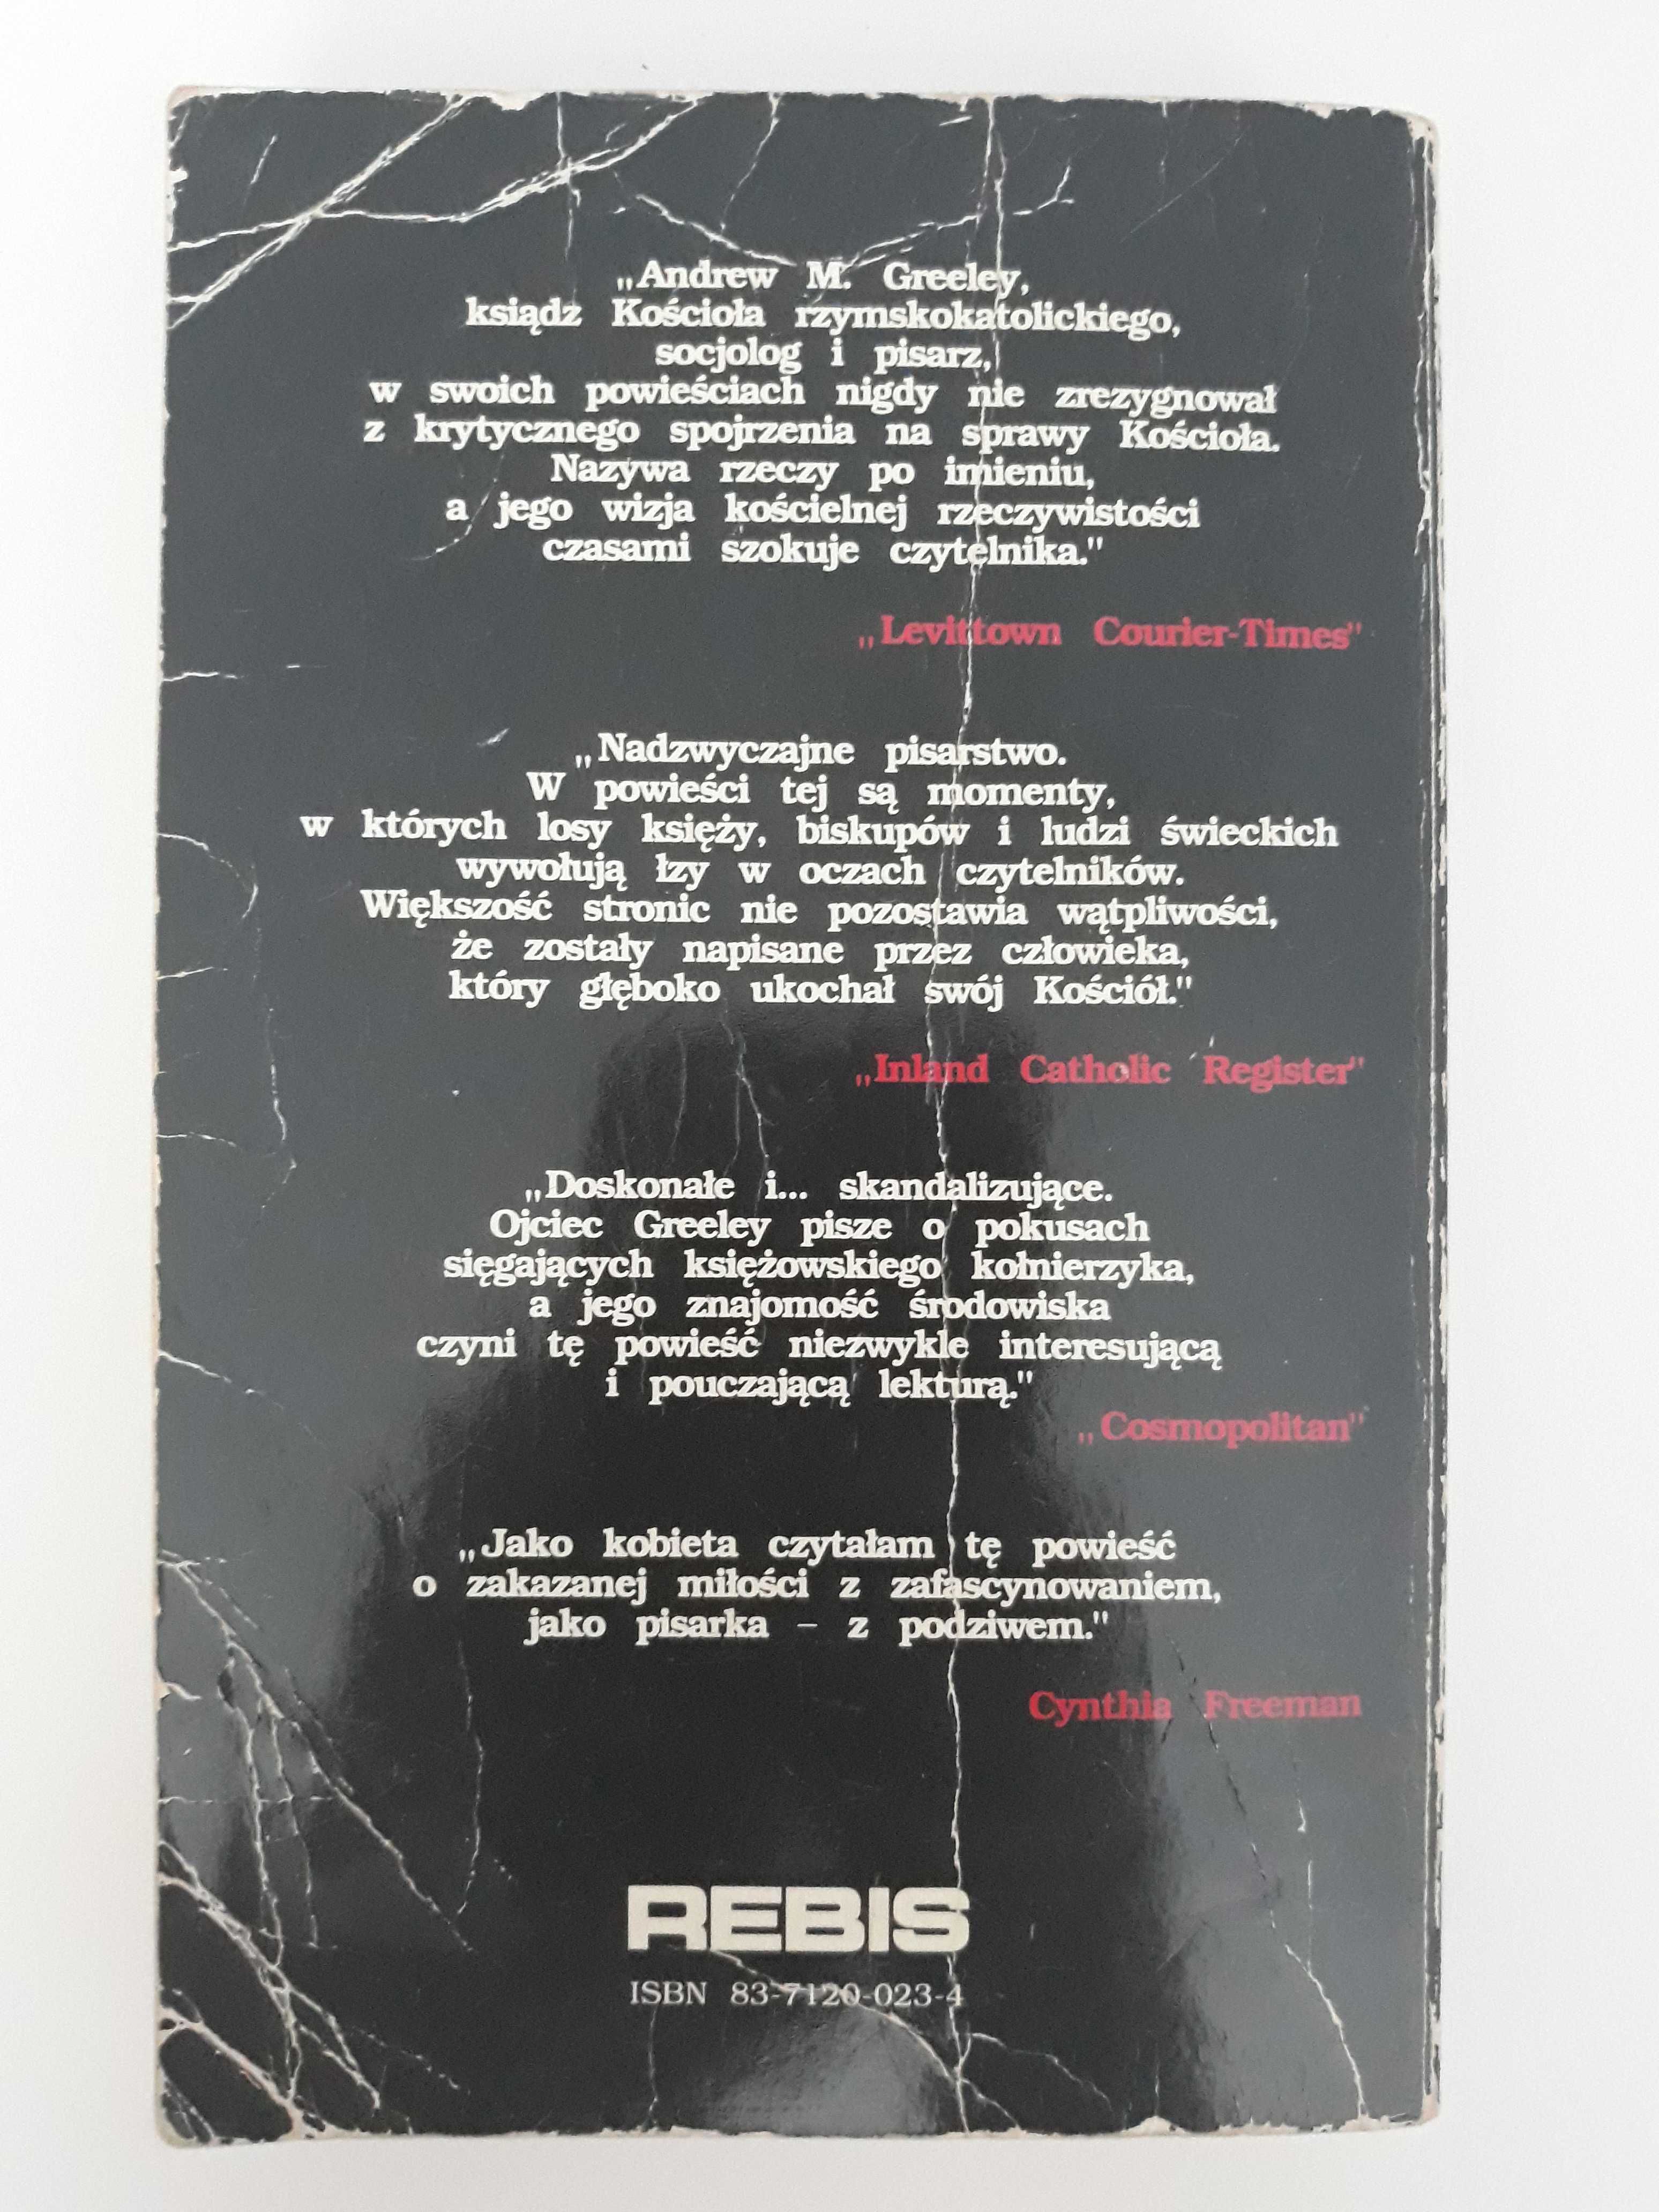 „Andrew M. Greeley,
ksiądz Kościoła rzymskokatolickiego,
socjolog i pisarz,
w swoich powieściach nigdy nie zrezygnował
z krytycznego spojrzenia na sprawy Kościoła.
Nazywa rzeczy po imieniu,
a jego wizja kościelnej rzeczywistości
czasami szokuje czytelnika."
„Levittown Courier-Times"
„Nadzwyczajne pisarstwo.
W powieści tej są momenty,
w których losy księży, biskupów i ludzi świeckich
wywołują łzy w oczach czytelników.
Większość stronic nie pozostawia wątpliwości,
że zostały napisane przez człowieka,
który głęboko ukochał swój Kościół."
„Inland Catholic Register"
„Doskonałe i... skandalizujące.
Ojciec Greeley pisze o pokusach
sięgających księżowskiego kołnierzyka,
a jego znajomość środowiska
czyni tę powieść niezwykle interesującą
i pouczającą lekturą."
„Cosmopolitan"
„Jako kobieta czytałam tę powieść
o zakazanej miłości z zafascynowaniem,
jako pisarka – z podziwem."
Cynthia Freeman
REBIS
ISBN 83-7120-023-4